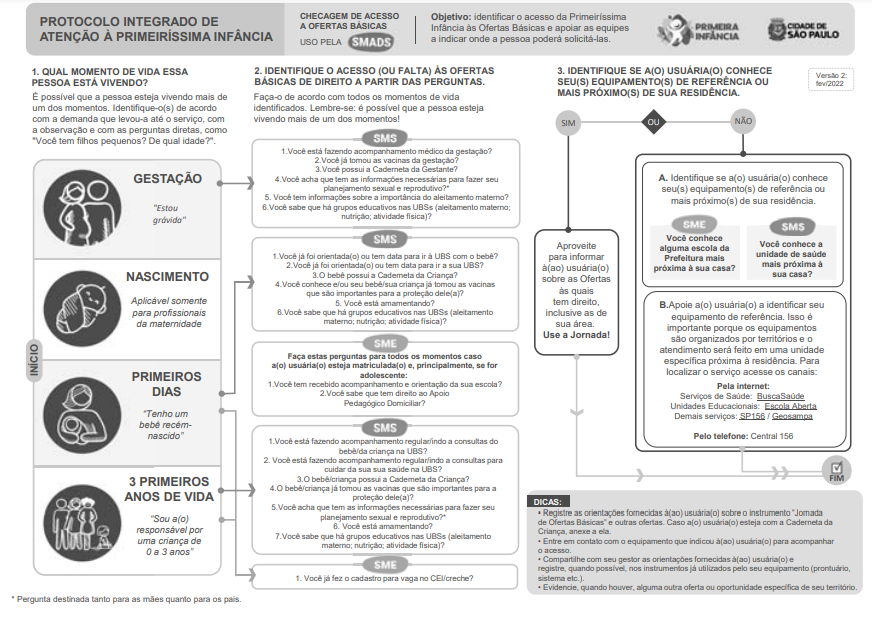 PROTOCOLO INTEGRADO DE
ATENÇÃO À PRIMEIRÍSSIMA INFÂNCIA
CHECAGEM DE ACESSO
A OFERTAS BÁSICAS
USO PELA SMADS
Objetivo: identificar o acesso da Primeiríssima
Infância às Ofertas Básicas e apoiar as equipes
a indicar onde a pessoa poderá solicitá-las.
PRIMEIRA
INFÂNCIA
CIDADE DE
SÃO PAULO
1. QUAL MOMENTO DE VIDA ESSA
PESSOA ESTÁ VIVENDO?
É possível que a pessoa esteja vivendo mais de
um dos momentos. Identifique-o(s) de acordo
com a demanda que levou-a até o serviço, com
a observação e com as perguntas diretas, como
"Você tem filhos pequenos? De qual idade?".
INÍCIO
GESTAÇÃO
"Estou
grávida"
NASCIMENTO
Aplicável somente
para profissionais
da maternidade
PRIMEIROS
DIAS
"Tenho um
bebê recém-
nascido"
3 PRIMEIROS
ANOS DE VIDA
"Sou a(o)
responsável por
uma criança de
0 a 3 anos"
* Pergunta destinada tanto para as mães quanto para os pais.
2. IDENTIFIQUE O ACESSO (OU FALTA) ÀS OFERTAS
BÁSICAS DE DIREITO A PARTIR DAS PERGUNTAS.
Faça-o de acordo com todos os momentos de vida
identificados. Lembre-se: é possível que a pessoa esteja
vivendo mais de um dos momentos!
SMS
1.Você está fazendo acompanhamento médico da gestação?
2.Você já tomou as vacinas da gestação?
3.Você possui a Caderneta da Gestante?
4.Você acha que tem as informações necessárias para fazer seu
planejamento sexual e reprodutivo?*
5. Você tem informações sobre a importância do aleitamento materno?
6.Você sabe que há grupos educativos nas UBSs (aleitamento materno;
nutrição; atividade física)?
SMS
1.Você já foi orientada(o) ou tem data para ir à UBS com o bebê?
2.Você já foi orientada(o) ou tem data para ir a sua UBS?
3.O bebê possui a Caderneta da Criança?
4.Você conhece e/ou seu bebê/sua criança já tomou as vacinas
que são importantes para a proteção dele(a)?
5. Você está amamentando?
6.Você sabe que há grupos educativos nas UBSs (aleitamento
materno; nutrição; atividade física)?
SME
Faça estas perguntas para todos os momentos caso
a(o) usuária(o) esteja matriculada(o) e, principalmente, se for
adolescente:
1.Você tem recebido acompanhamento e orientação da sua escola?
2.Você sabe que tem direito ao Apoio
Pedagógico Domiciliar?
SMS
1.Você está fazendo acompanhamento regular/indo a consultas do
bebê/da criança na UBS?
2. Você está fazendo acompanhamento regular/indo a consultas para
cuidar da sua sua saúde na UBS?
3.O bebê/criança possui a Caderneta da Criança?
4.O bebê/criança já tomou as vacinas que são importantes para a
proteção dele(a)?
5.Você acha que tem as informações necessárias para fazer seu
planejamento sexual e reprodutivo?*
6. Você está amamentando?
7.Você sabe que há grupos educativos nas UBSs (aleitamento
materno; nutrição; atividade física)?
SME
1. Você já fez o cadastro para vaga no CEI/creche?
3. IDENTIFIQUE SE A(O) USUÁRIA(O) CONHECE
SEU(S) EQUIPAMENTO(S) DE REFERÊNCIA OU
MAIS PRÓXIMO(S) DE SUA RESIDÊNCIA.
Versão 2:
fev/2022
SIM
OU
NÃO
Aproveite
para informar
à(ao) usuária(o)
sobre as Ofertas
às quais
tem direito,
inclusive as de
sua área.
Use a Jornada!
A. Identifique se a(o) usuária(o) conhece
seu(s) equipamento(s) de referência ou
mais próximo(s) de sua residência.
SME
Você conhece
alguma escola da
Prefeitura mais
próxima à sua casa?
SMS
Você conhece a
unidade de saúde
mais próxima à
sua casa?
B.Apoie a(o) usuária(o) a identificar seu
equipamento de referência. Isso é
importante porque os equipamentos
são organizados por territórios e o
atendimento será feito em uma unidade
específica próxima à residência. Para
localizar o serviço acesse os canais:
Pela internet:
Serviços de Saúde: BuscaSaúde
Unidades Educacionais: Escola Aberta
Demais serviços: SP156 / Geosampa
Pelo telefone: Central 156
FIM
DICAS:
• Registre as orientações fornecidas à(ao) usuária(o) sobre o instrumento "Jornada
de Ofertas Básicas" e outras ofertas. Caso a(o) usuária(o) esteja com a Caderneta da
Criança, anexe a ela.
• Entre em contato com o equipamento que indicou à(ao) usuária(o) para acompanhar
o acesso.
• Compartilhe com seu gestor as orientações fornecidas à(ao) usuária(o) e
registre, quando possível, nos instrumentos já utilizados pelo seu equipamento (prontuário,
sistema etc.).
• Evidencie, quando houver, alguma outra oferta ou oportunidade específica de seu território.